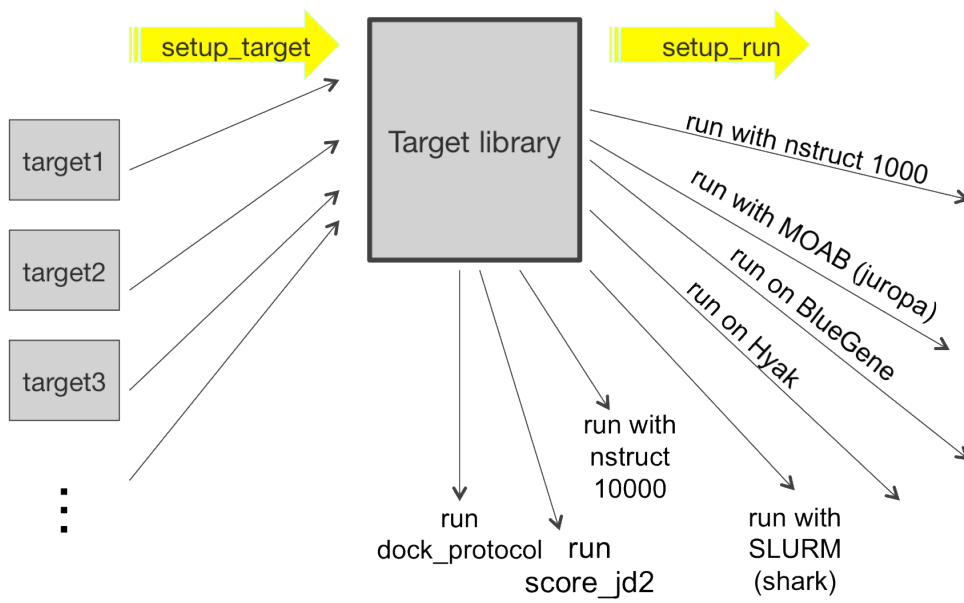 setup_target
setup_run
target1
target2
target3
Target library
run with nstruct 1000
run with MOAB (juropa)
run on BlueGene
run on Hyak
run with
nstruct
10000
run
dock_protocol
run
score_jd2
run with
SLURM
(shark)